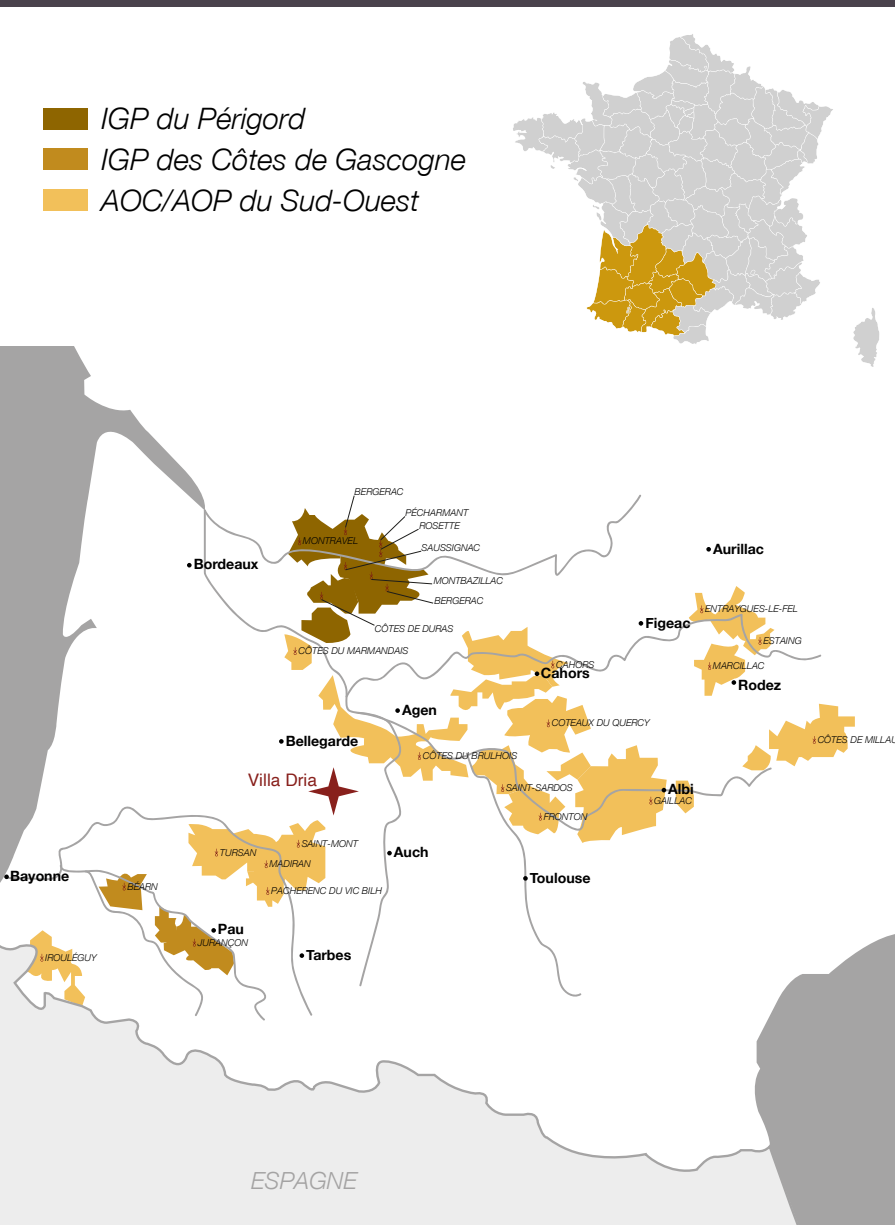 IGP du Périgord
IGP des Côtes de Gascogne
AOC/AOP du Sud-Ouest
BERGERAC
PÉCHARMANT
ROSETTE
MONTRAVEL
SAUSSIGNAC
Aurillac
Bordeaux
MONTBAZILLAC
BERGERAC
ENTRAYGUES-LE-FEL
Figeac
CÔTES DE DURAS
ESTAING
CÔTES DU MARMANDAIS
CAHORS
MARCILLAC
Cahors
Rodez
Agen
COTEAUX DU QUERCY
Bellegarde
CÔTES DE MILLAU
CÔTES DU BRULHOIS
Villa Dria
SAINT-SARDOS
Albi
GAILLAC
FRONTON
SAINT-MONT
TURSAN
Auch
MADIRAN
Bayonne
Toulouse
BÉARN
PACHERENC DU VIC BILH
Pau
JURANÇON
Tarbes
IROULÉGUY
ESPAGNE